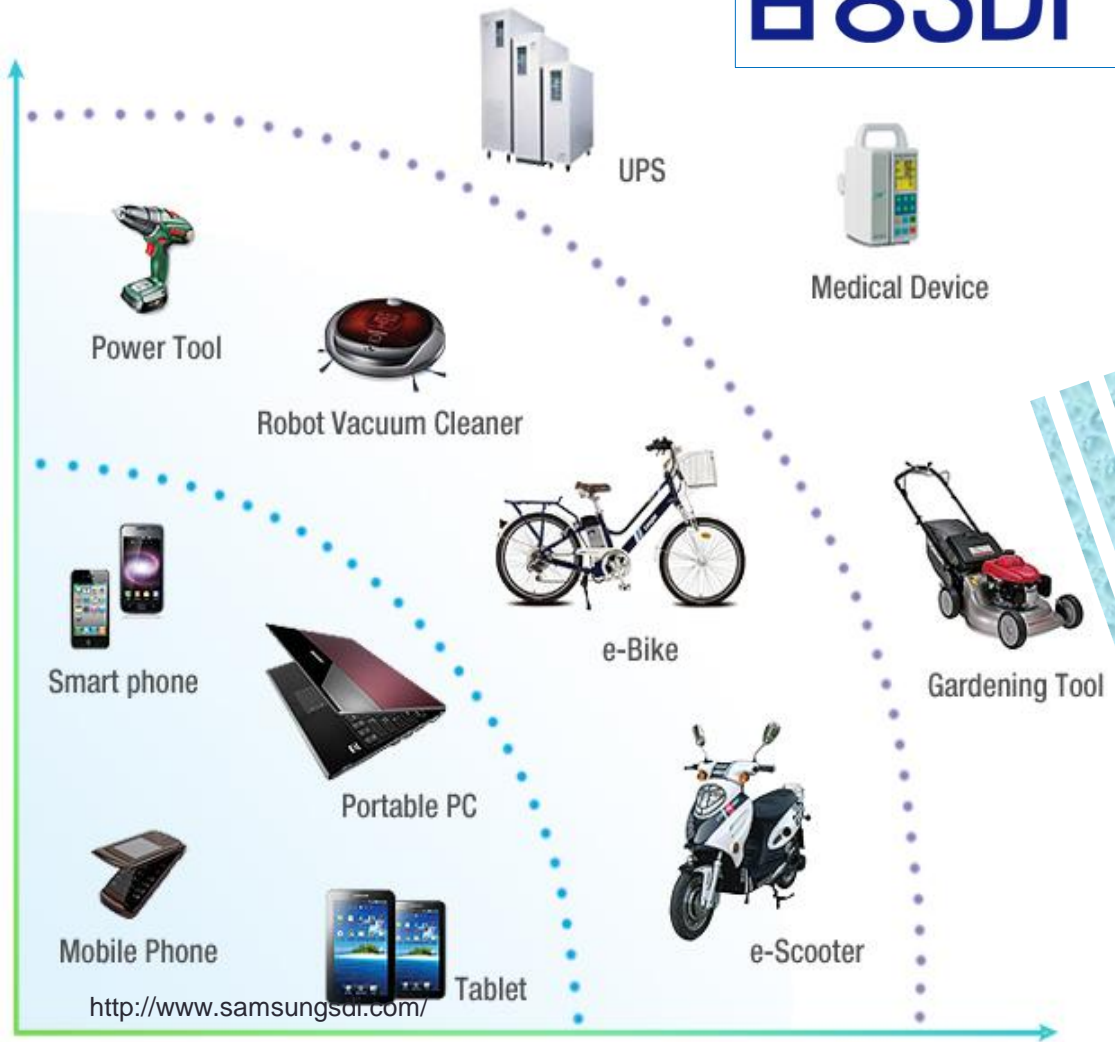 UPS
Medical Device
Power Tool
Robot Vacuum Cleaner
e-Bike
Smart phone
Gardening Tool
Portable PC
Mobile Phone
e-Scooter
Tablet
http://www.samsungsdi.com/